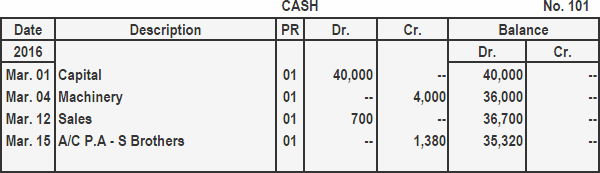 CASH No. 101
Date Description PR Dr. Cr. Balance
2016 Dr. Cr.
Mar. 01 Capital 01 40,000 -- 40,000 --
Mar. 04 Machinery 01 -- 4,000 36,000 --
Mar. 12 Sales 01 700 -- 36,700 --
Mar. 15 A/C P.A - S Brothers 01 -- 1,380 35,320 --